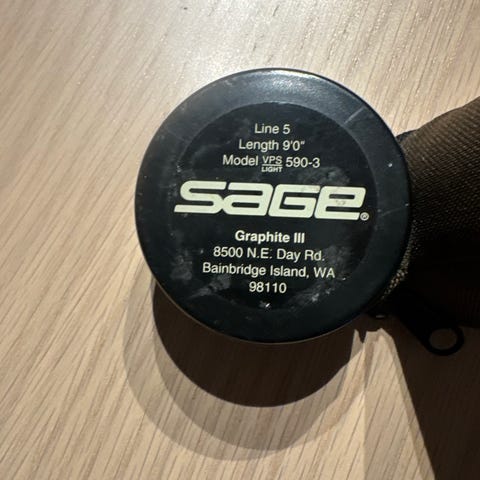 Line 5
Length 9'0"
Model VPS LIGHT 590-3
sage®
Graphite III
8500 N.E. Day Rd.
Bainbridge Island, WA
98110